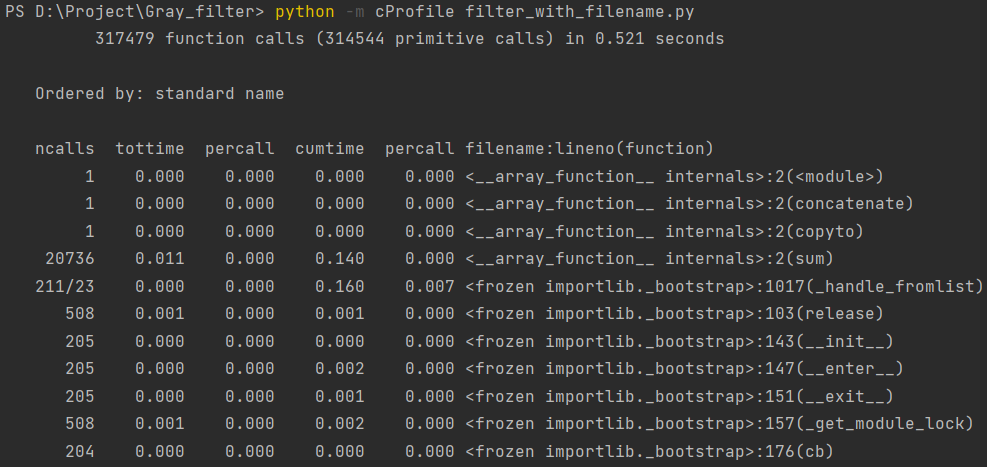 PS D:\Project\Gray_filter> python -m cProfile filter_with_filename.py
317479 function calls (314544 primitive calls) in 0.521 seconds
Ordered by: standard name
ncalls tottime percall cumtime percall filename:lineno(function)
1 0.000 0.000 0.000 0.000 <__array_function__ internals>:2(<module>)
1 0.000 0.000 0.000 0.000 <__array_function__ internals>:2(concatenate)
1 0.000 0.000 0.000 0.000 <__array_function__ internals>:2(copyto)
20736 0.011 0.000 0.140 0.000 <__array_function__ internals>:2(sum)
211/23 0.000 0.000 0.160 0.007 <frozen importlib._bootstrap>:1017(_handle_fromlist)
508 0.001 0.000 0.001 0.000 <frozen importlib._bootstrap>:103(release)
205 0.000 0.000 0.000 0.000 <frozen importlib._bootstrap>:143(__init__)
205 0.000 0.000 0.002 0.000 <frozen importlib._bootstrap>:147(__enter__)
205 0.000 0.000 0.001 0.000 <frozen importlib._bootstrap>:151(__exit__)
508 0.001 0.000 0.002 0.000 <frozen importlib._bootstrap>:157(_get_module_lock)
204 0.000 0.000 0.000 0.000 <frozen importlib._bootstrap>:176(cb)